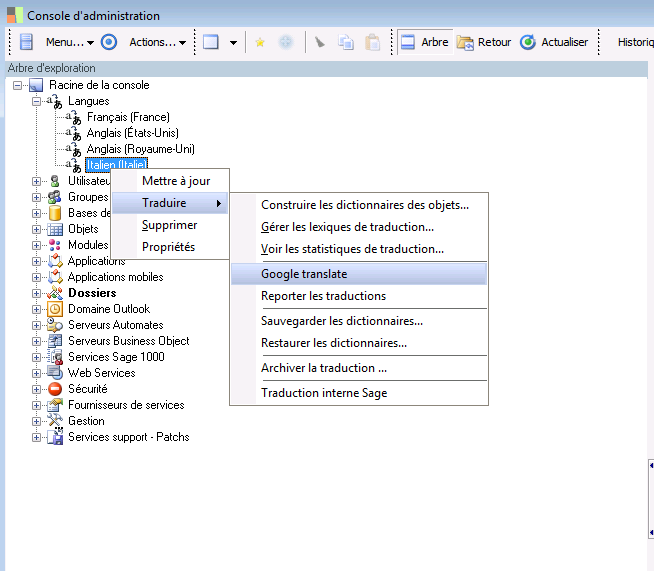 Console d'administration
Menu... Actions... Arbre Retour Actualiser Historiq
Arbre d'exploration
Racine de la console
Langues
Français (France)
Anglais (États-Unis)
Anglais (Royaume-Uni)
Italien (Italie)
Utilisateu
Groupes
Bases de
Objets
Modules
Applications
Applications mobiles
Dossiers
Domaine Outlook
Serveurs Automates
Serveurs Business Object
Services Sage 1000
Web Services
Sécurité
Fournisseurs de services
Gestion
Services support - Patchs
Mettre à jour
Traduire
Supprimer
Propriétés
Construire les dictionnaires des objets...
Gérer les lexiques de traduction...
Voir les statistiques de traduction...
Google translate
Reporter les traductions
Sauvegarder les dictionnaires...
Restaurer les dictionnaires...
Archiver la traduction ...
Traduction interne Sage